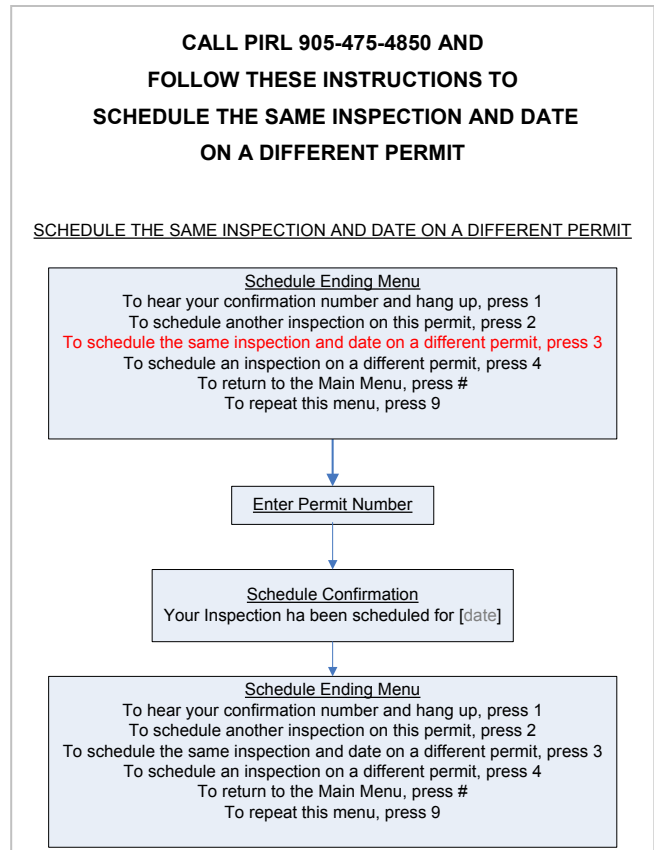 CALL PIRL 905-475-4850 AND
FOLLOW THESE INSTRUCTIONS TO
SCHEDULE THE SAME INSPECTION AND DATE
ON A DIFFERENT PERMIT
SCHEDULE THE SAME INSPECTION AND DATE ON A DIFFERENT PERMIT
Schedule Ending Menu
To hear your confirmation number and hang up, press 1
To schedule another inspection on this permit, press 2
To schedule the same inspection and date on a different permit, press 3
To schedule an inspection on a different permit, press 4
To return to the Main Menu, press #
To repeat this menu, press 9
Enter Permit Number
Schedule Confirmation
Your Inspection ha been scheduled for [date]
Schedule Ending Menu
To hear your confirmation number and hang up, press 1
To schedule another inspection on this permit, press 2
To schedule the same inspection and date on a different permit, press 3
To schedule an inspection on a different permit, press 4
To return to the Main Menu, press #
To repeat this menu, press 9